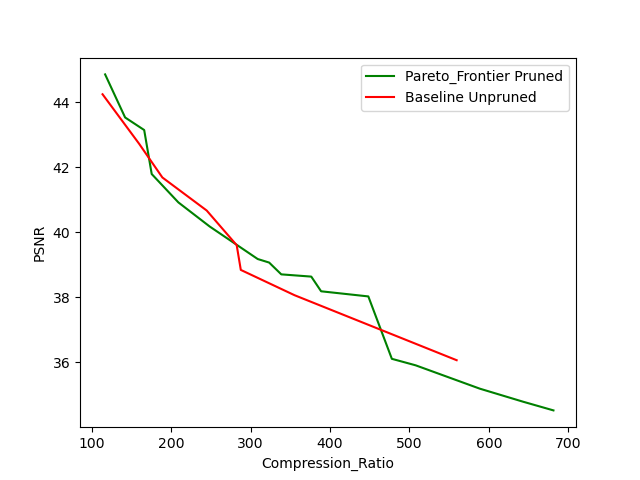 Pareto_Frontier Pruned
Baseline Unpruned
44
42
40
38
36
PSNR
100 200 300 400 500 600 700
Compression_Ratio